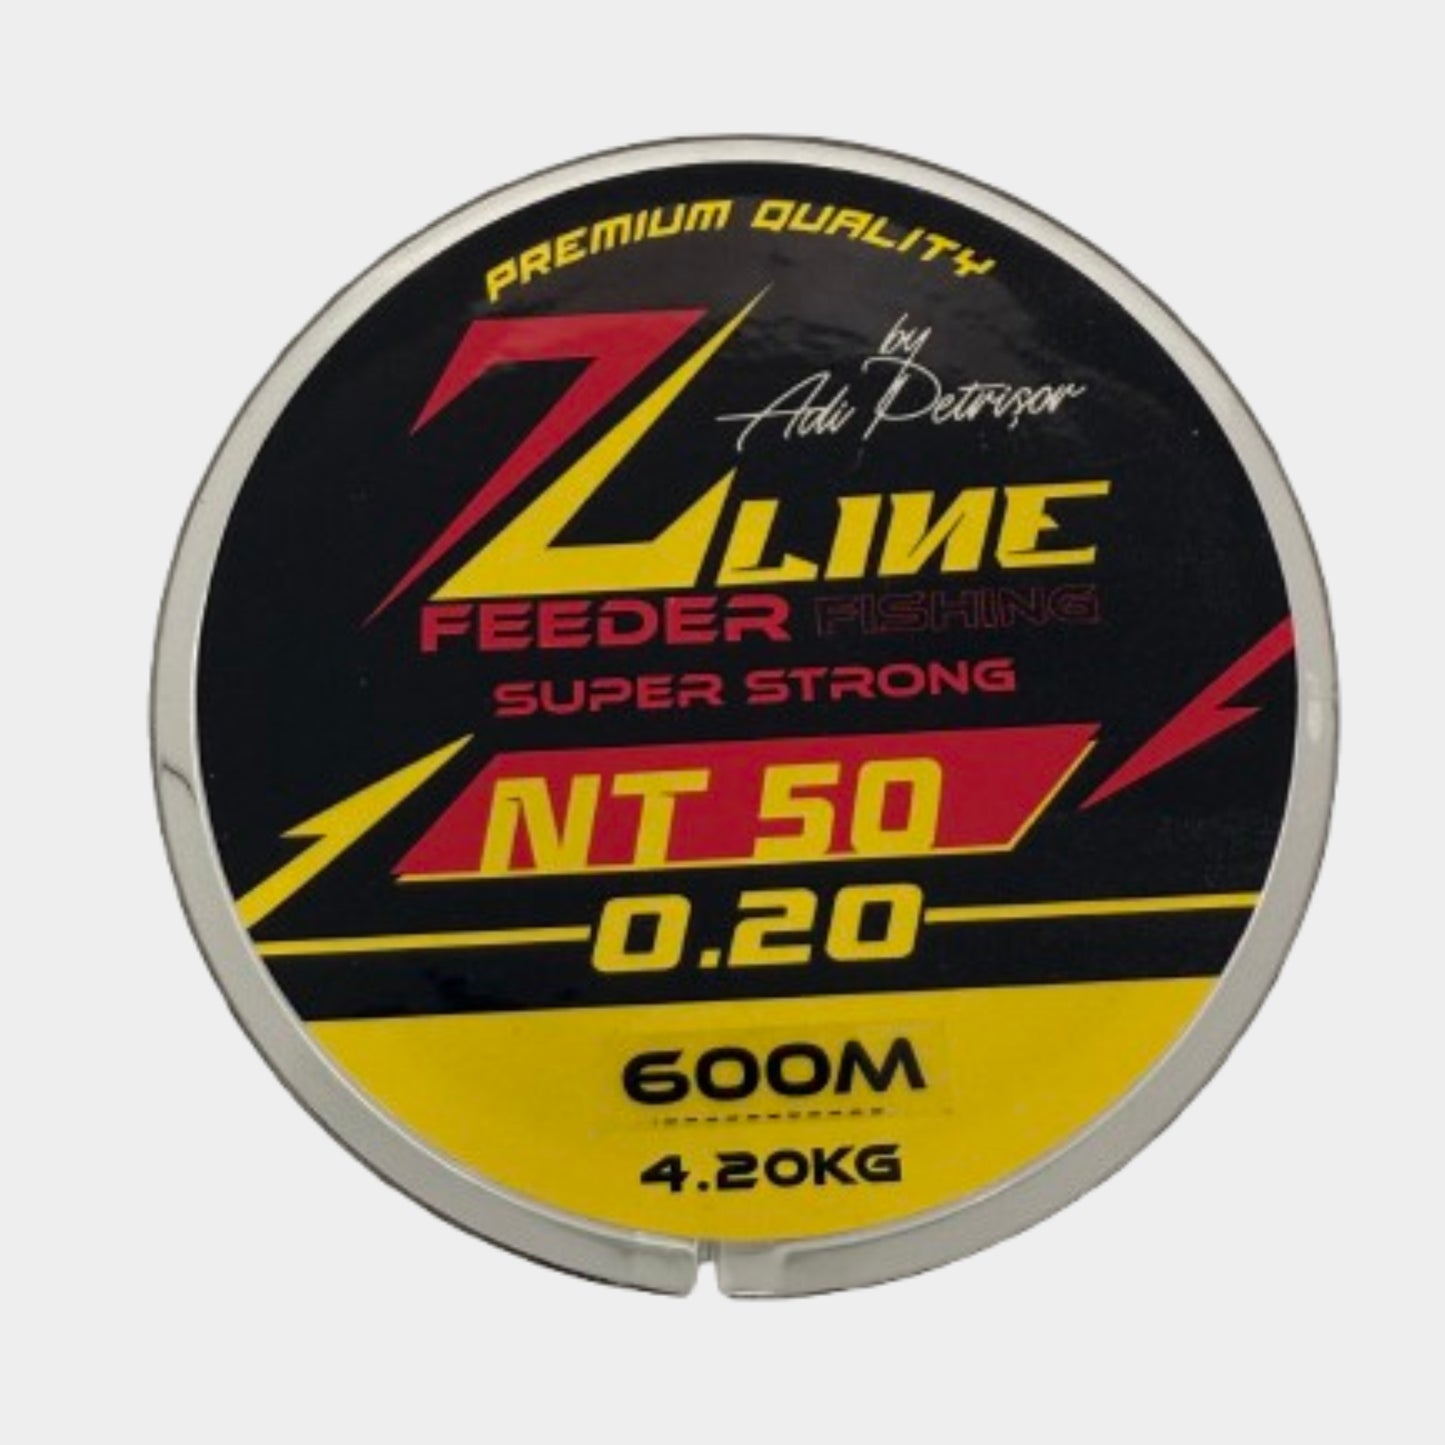 PREMIUM QUALITY
by
Adi Petrișor
ZLINE
FEEDER FISHING
SUPER STRONG
NT 50
0.20
600M
4.20KG